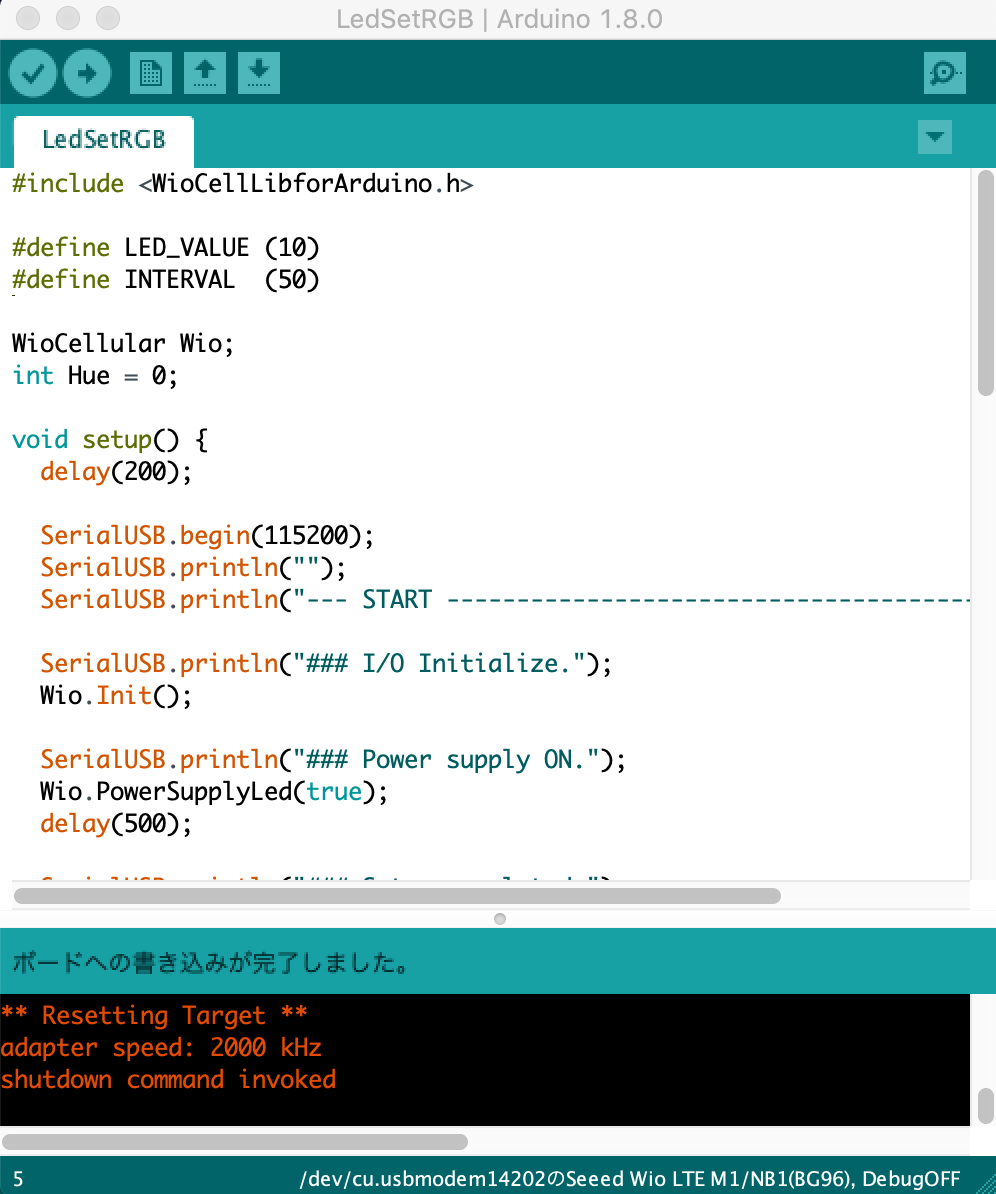 LedSetRGB | Arduino 1.8.0
LedSetRGB
#include <WioCellLibforArduino.h>
#define LED_VALUE (10)
#define INTERVAL  (50)
WioCellular Wio;
int Hue = 0;
void setup() {
  delay(200);
  SerialUSB.begin(115200);
  SerialUSB.println("");
  SerialUSB.println("--- START --------------------------------------
  SerialUSB.println("### I/O Initialize.");
  Wio.Init();
  SerialUSB.println("### Power supply ON.");
  Wio.PowerSupplyLed(true);
  delay(500);
ボードへの書き込みが完了しました。
** Resetting Target **
adapter speed: 2000 kHz
shutdown command invoked
5
/dev/cu.usbmodem14202のSeeed Wio LTE M1/NB1(BG96), DebugOFF